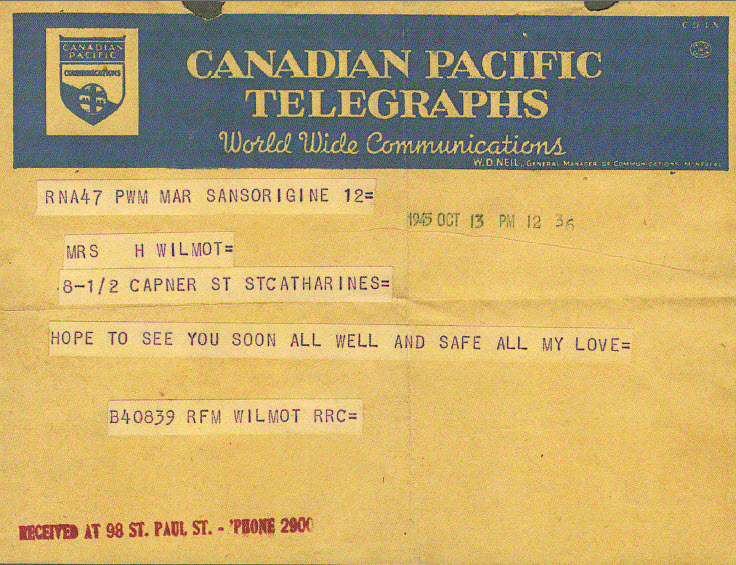 CANADIAN
PACIFIC
COMMUNICATIONS
CANADIAN PACIFIC
TELEGRAPHS
World Wide Communications
W.D. NEIL, GENERAL MANAGER OF COMMUNICATIONS, MONTREAL
RNA47 PWM MAR SANSORIGINE 12=
1945 OCT 13 PM 12 36
MRS H WILMOT=
8-1/2 CAPNER ST STCATHARINES=
HOPE TO SEE YOU SOON ALL WELL AND SAFE ALL MY LOVE=
B40839 RFM WILMOT RRC=
RECEIVED AT 98 ST. PAUL ST. - 'PHONE 2900